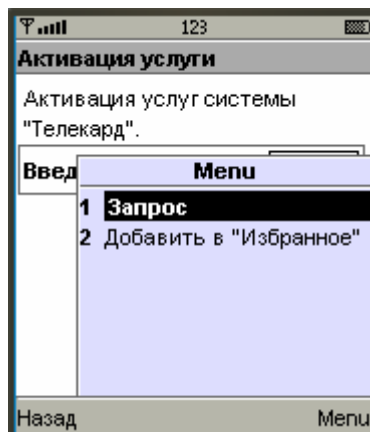 123
Активация услуги
Активация услуг системы
"Телекард".
Введ
Menu
1 Запрос
2 Добавить в "Избранное"
Назад Menu